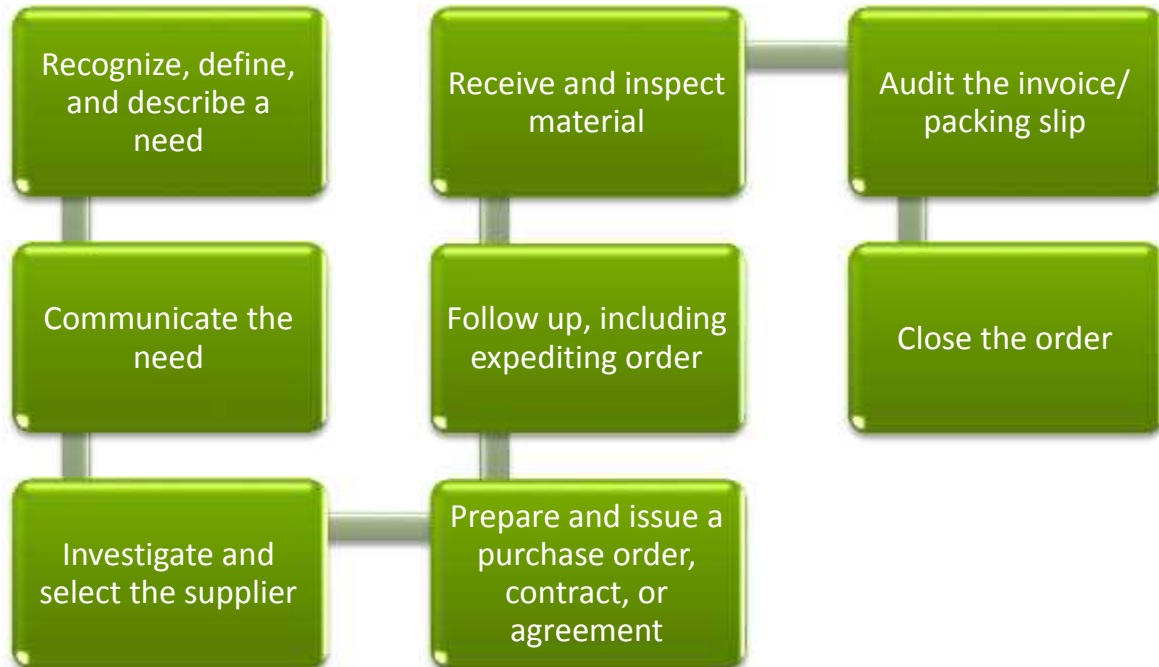 Recognize, define,
and describe a
need
Communicate the
need
Investigate and
select the supplier
Prepare and issue a
purchase order,
contract, or
agreement
Follow up, including
expediting order
Receive and inspect
material
Audit the invoice/
packing slip
Close the order